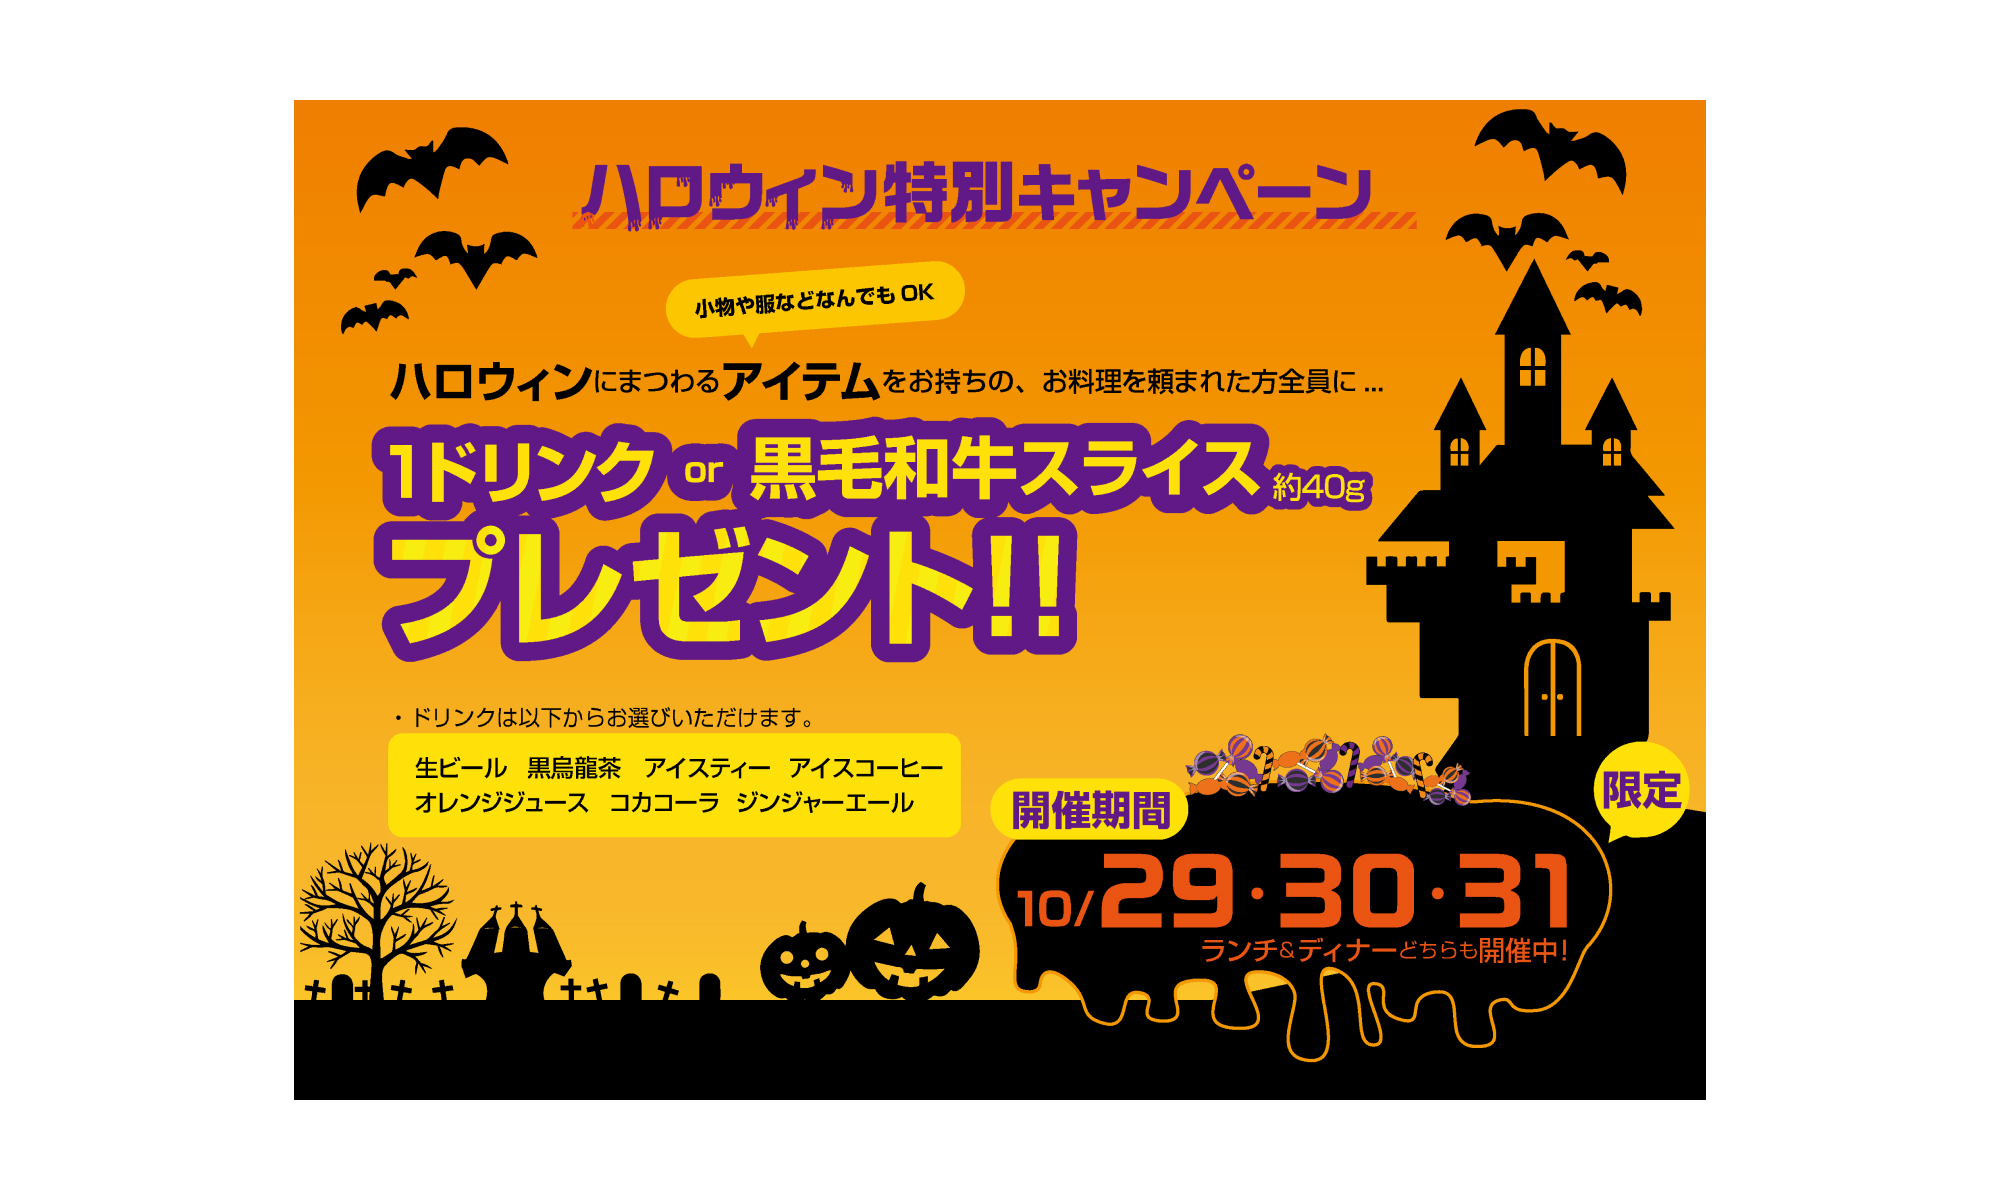 ハロウィン特別キャンペーン
小物や服などなんでもOK
ハロウィンにまつわるアイテムをお持ちの、お料理を頼まれた方全員に...
1ドリンク or 黒毛和牛スライス 約40g
プレゼント!!
・ドリンクは以下からお選びいただけます。
生ビール 黒烏龍茶 アイスティー アイスコーヒー
オレンジジュース コカコーラ ジンジャーエール
開催期間
限定
10/29・30・31
ランチ&ディナーどちらも開催中!